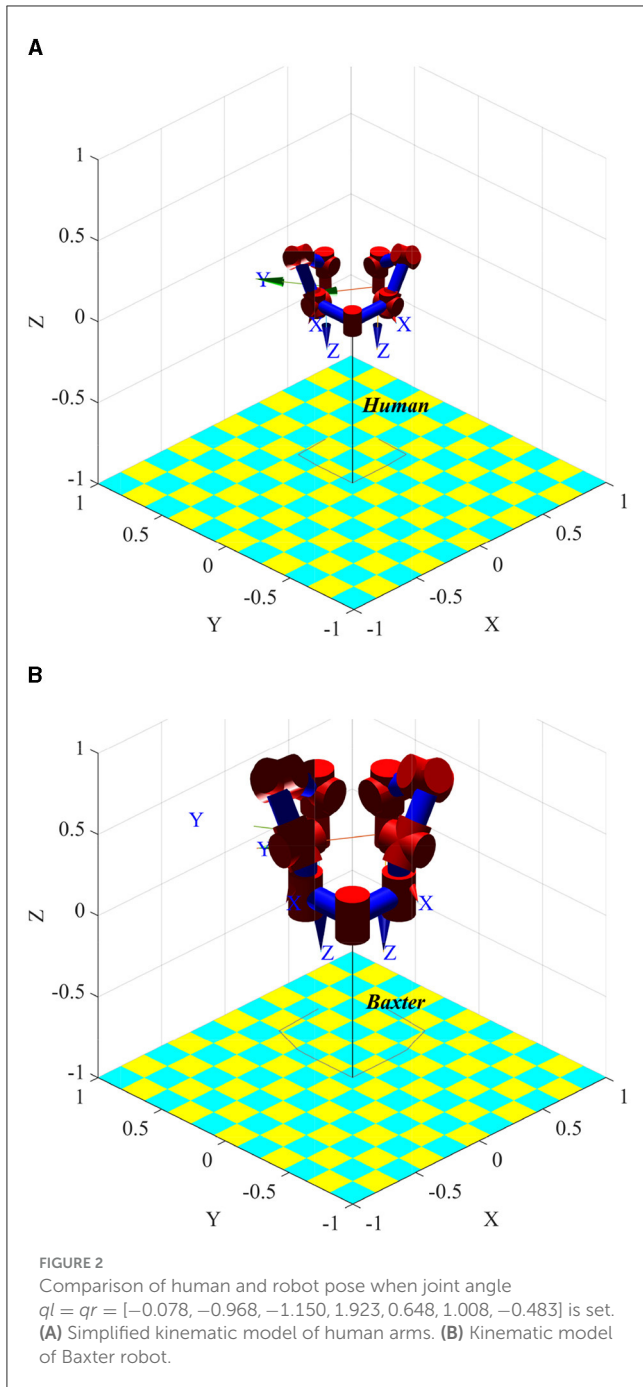 A
1
0.5
Z
0
-0.5
-1
Y
X
X
Z
Z
Human
1
0.5
0
-0.5
-1
-1
-0.5
0
0.5
1
Y
X
B
1
0.5
Z
0
-0.5
-1
Y
Y
X
X
Z
Z
Baxter
1
0.5
0
-0.5
-1
-1
-0.5
0
0.5
1
Y
X
FIGURE 2
Comparison of human and robot pose when joint angle
ql = qr = [−0.078, −0.968, −1.150, 1.923, 0.648, 1.008, −0.483] is set.
(A) Simplified kinematic model of human arms. (B) Kinematic model
of Baxter robot.